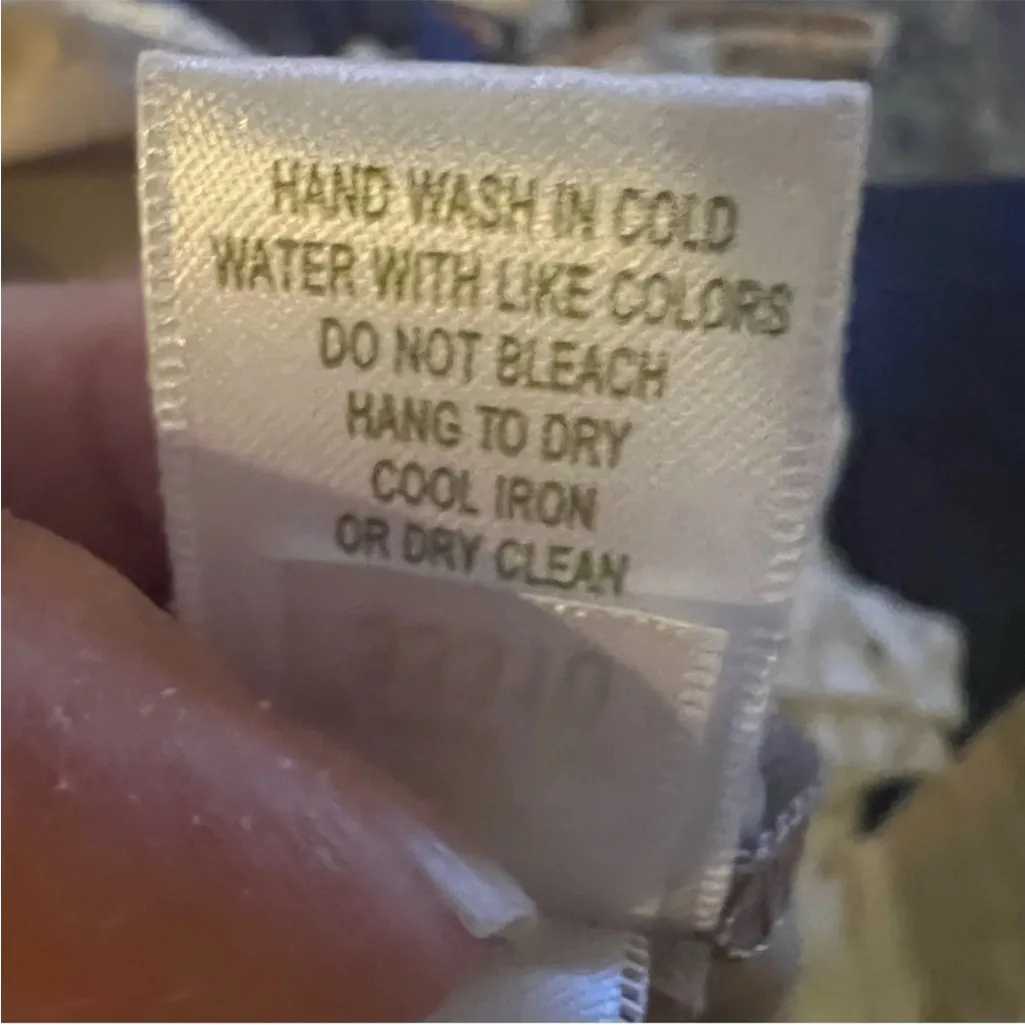 HAND WASH IN COLD
WATER WITH LIKE COLORS
DO NOT BLEACH
HANG TO DRY
COOL IRON
OR DRY CLEAN